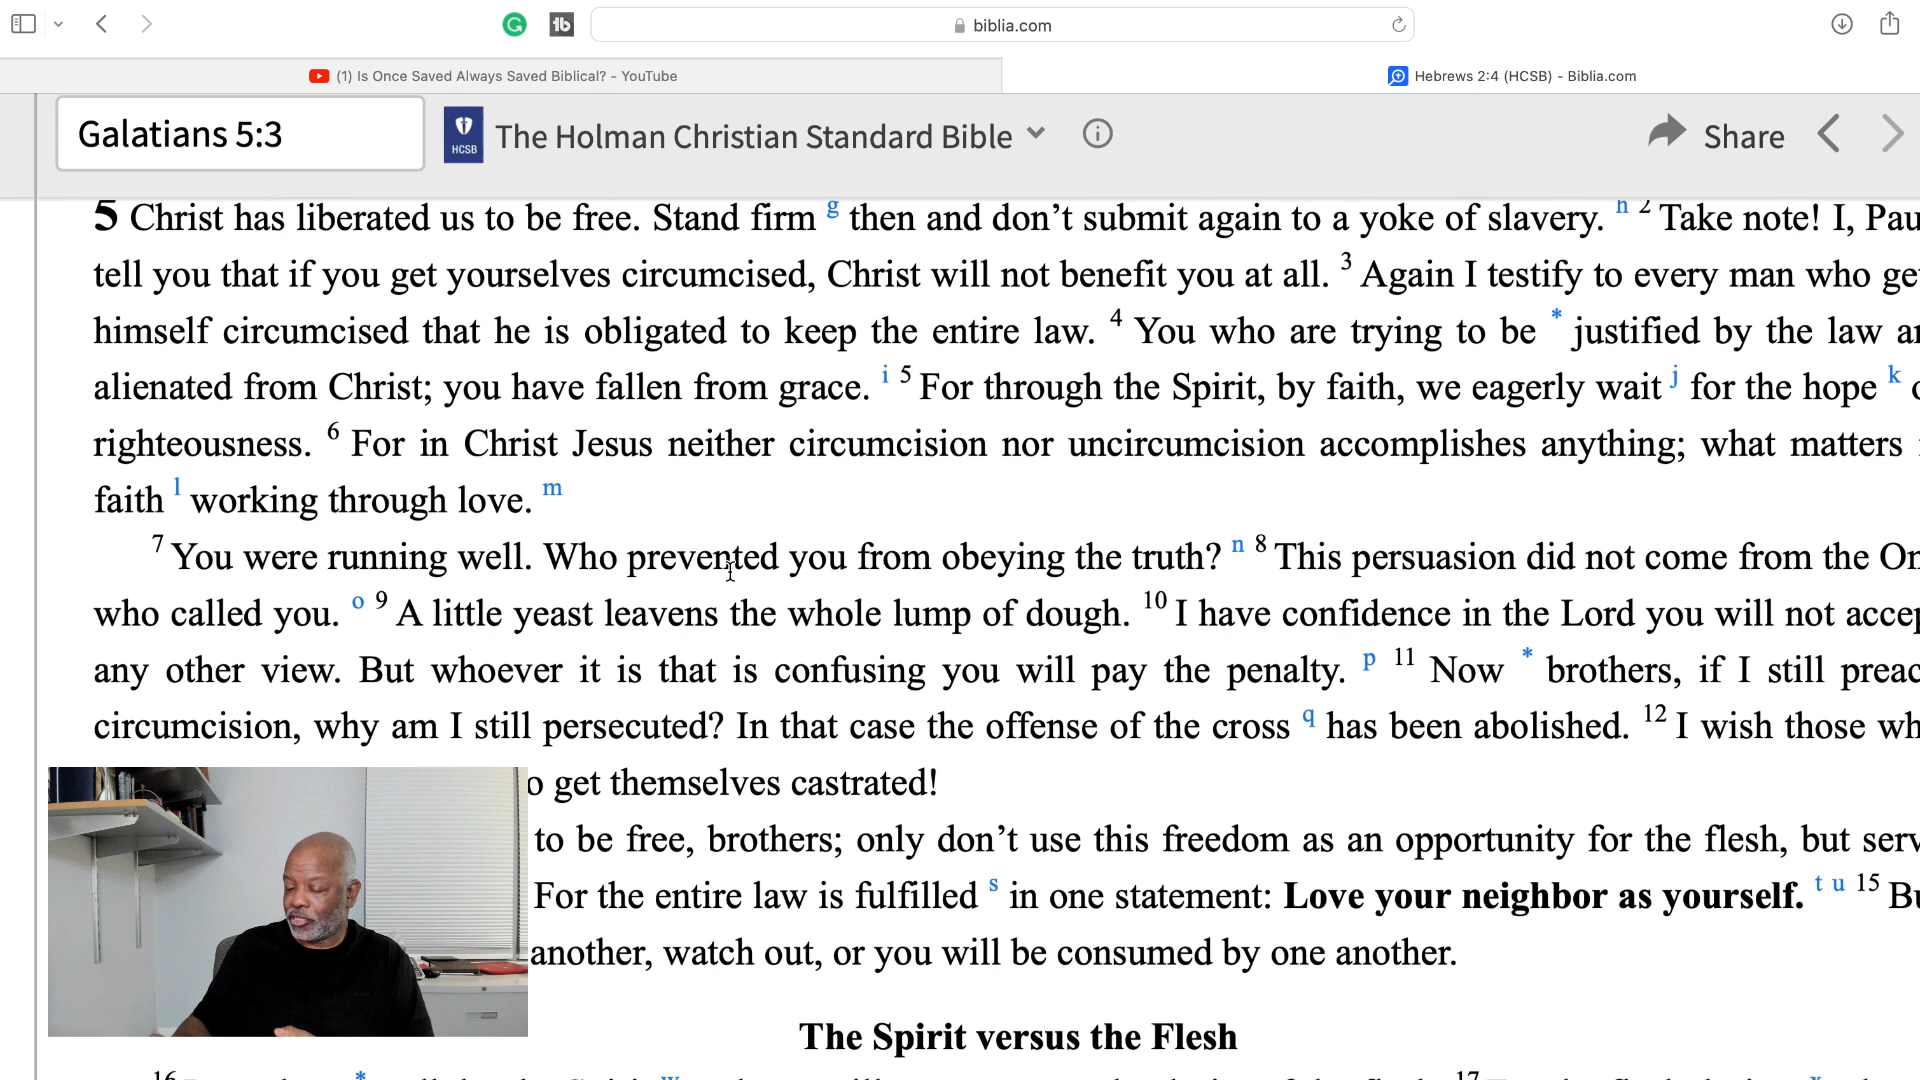 biblia.com
(1) Is Once Saved Always Saved Biblical? - YouTube
Hebrews 2:4 (HCSB) - Biblia.com
Galatians 5:3
HCSB
The Holman Christian Standard Bible
Share
5 Christ has liberated us to be free. Stand firm g then and don’t submit again to a yoke of slavery. h 2 Take note! I, Pau
tell you that if you get yourselves circumcised, Christ will not benefit you at all. 3 Again I testify to every man who ge
himself circumcised that he is obligated to keep the entire law. 4 You who are trying to be * justified by the law a
alienated from Christ; you have fallen from grace. i 5 For through the Spirit, by faith, we eagerly wait j for the hope k
righteousness. 6 For in Christ Jesus neither circumcision nor uncircumcision accomplishes anything; what matters
faith l working through love. m
7 You were running well. Who prevented you from obeying the truth? n 8 This persuasion did not come from the On
who called you. o 9 A little yeast leavens the whole lump of dough. 10 I have confidence in the Lord you will not accep
any other view. But whoever it is that is confusing you will pay the penalty. p 11 Now * brothers, if I still preac
circumcision, why am I still persecuted? In that case the offense of the cross q has been abolished. 12 I wish those wh
o get themselves castrated!
to be free, brothers; only don’t use this freedom as an opportunity for the flesh, but serv
For the entire law is fulfilled s in one statement: Love your neighbor as yourself. t u 15 Bu
another, watch out, or you will be consumed by one another.
The Spirit versus the Flesh